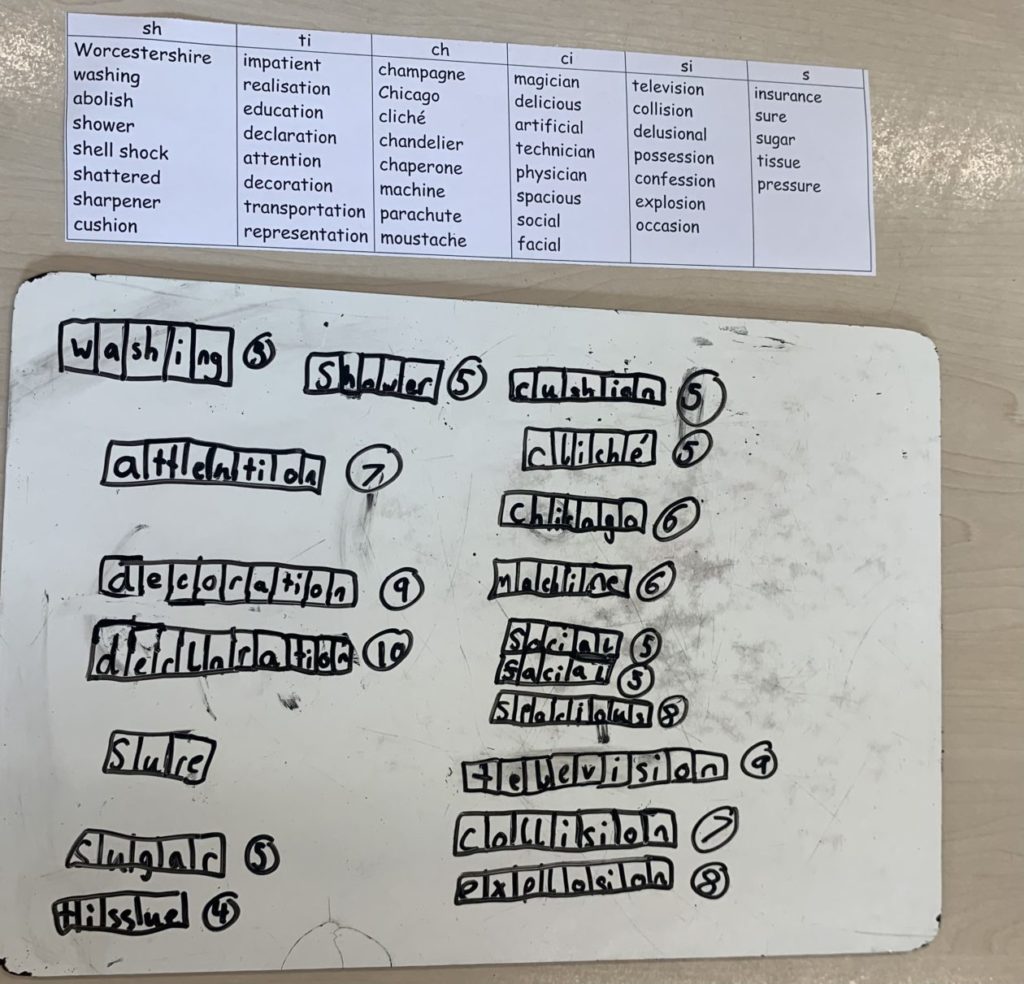 sh ti ch ci si s
Worcestershire impatient champagne magician television insurance
washing realisation Chicago delicious collision sure
abolish education cliché artificial delusional sugar
shower declaration chandelier technician possession tissue
shell shock attention chaperone physician confession pressure
shattered decoration machine spacious explosion
sharpener transportation parachute social occasion
cushion representation moustache facial
washing 5
shower 5
cushion 5
attention 7
cliché 5
Chicago 6
decoration 9
machine 6
declaration 10
social 5
5
spacious 8
sure
television 9
sugar 5
collision 7
tissue 4
explosion 8